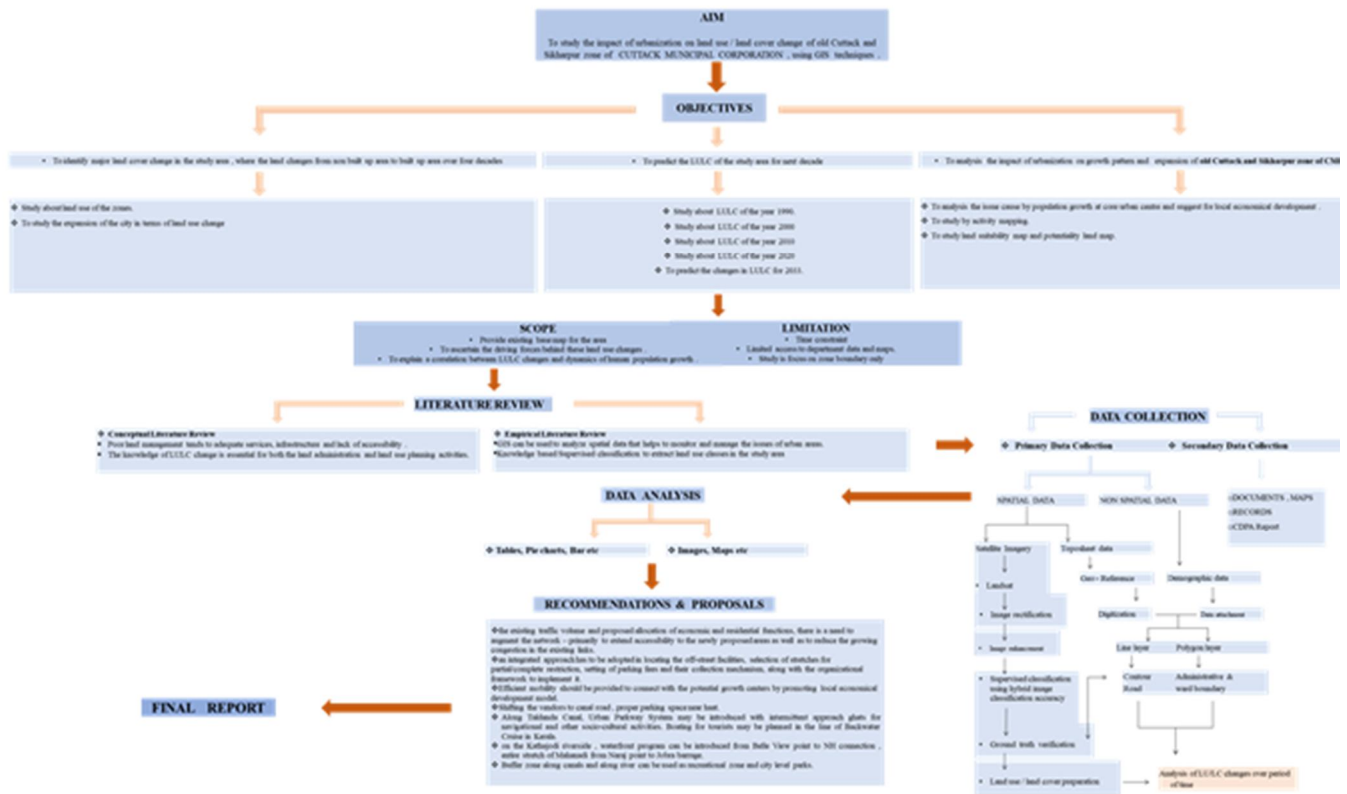 AIM
To study the impact of urbanization on land use / land cover change of old Cuttack and
Sikharpur zone of CUTTACK MUNICIPAL CORPORATION , using GIS techniques .
OBJECTIVES
• To identify major land cover change in the study area , where the land changes from non built up area to built up area over four decades
• To predict the LULC of the study area for next decade
• To analysis the impact of urbanization on growth pattern and expansion of old Cuttack and Sikharpur zone of
❖ Study about land use of the zones.
❖ To study the expansion of the city in terms of land use change
❖ Study about LULC of the year 1990.
❖ Study about LULC of the year 2000
❖ Study about LULC of the year 2010
❖ Study about LULC of the year 2020
❖ To predict the changes in LULC for
❖ To analysis the issue cause by population growth at core urban center and suggest for local economical development .
❖ To study by activity mapping.
❖ To study land suitability map and potentiality land map.
SCOPE
• Provide existing base map for the area
• To ascertain the driving forces behind these land use changes .
• To explain a correlation between LULC changes and dynamics of human population growth .
LIMITATION
• Time constraint
• Limited access to department data and maps.
• Study is focus on zone boundary only
LITERATURE REVIEW
❖ Conceptual Literature Review
• Poor land management tends to adequate services, infrastructure and lack of accessibility .
• The knowledge of LULC change is essential for both the land administration and land use planning activities.
❖ Empirical Literature Review
•GIS can be used to analyze spatial data that helps to monitor and manage the issues of urban areas.
•Knowledge based Supervised classification to extract land use classes in the study area
DATA COLLECTION
❖ Primary Data Collection
❖ Secondary Data Collection
SPATIAL DATA
NON SPATIAL DATA
oDOCUMENTS , MAPS
oRECORDS
oCDPA Report
Satellite Imagery
Toposheet data
• Landsat
Geo - Reference
Demographic data
• Image rectification
Digitization
Data attachment
• Image enhancement
Line layer
Polygon layer
• Supervised classification
using hybrid image
classification accuracy
Contour
Road
Administrative &
ward boundary
• Ground truth verification
• Land use / land cover preparation
Analysis of LU/LC changes over period
of time
DATA ANALYSIS
❖ Tables, Pie charts, Bar etc
❖ Images, Maps etc
RECOMMENDATIONS & PROPOSALS
❖the existing traffic volume and proposed allocation of economic and residential functions, there is a need to
augment the network – primarily to extend accessibility to the newly proposed areas as well as to reduce the growing
congestion in the existing links.
❖an integrated approach to be adopted in locating the off-street facilities, selection of stretches for
partial/complete restriction, setting of parking fees and their collection mechanism, along with the organizational
framework to implement it.
❖Efficient mobility should be provided to connect with the potential growth centers by promoting local economical
development model.
❖Shifting the vendors to canal road , proper parking space near
❖ Along Taldanda Canal, Urban Parkway System may be introduced with intermittent approach ghats for
navigational and other socio-cultural activities. Boating for tourists may be planned in the line of Backwater
Cruise in Kerala.
❖ on the Kathajodi riverside , waterfront program can be introduced from Belle View point to NH connection ,
entire stretch of Mahanadi from Naraj point to Jobra barrage.
❖ Buffer zone along canals and along river can be used as recreational zone and city level parks.
FINAL REPORT